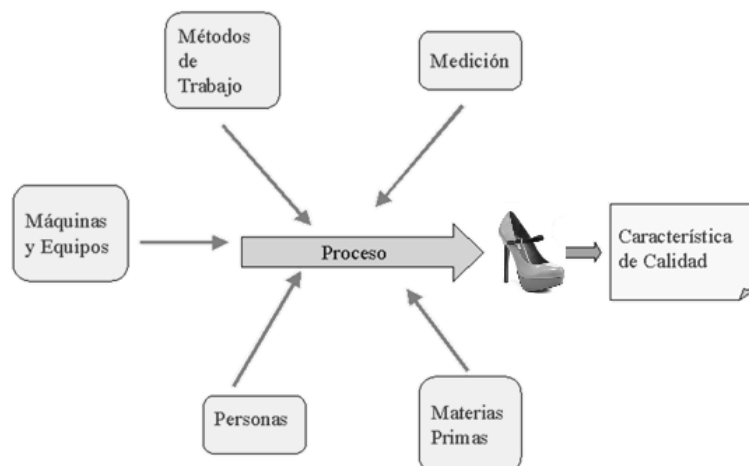 Métodos
de
Trabajo
Medición
Máquinas
y Equipos
Proceso
Característica
de Calidad
Personas
Materias
Primas